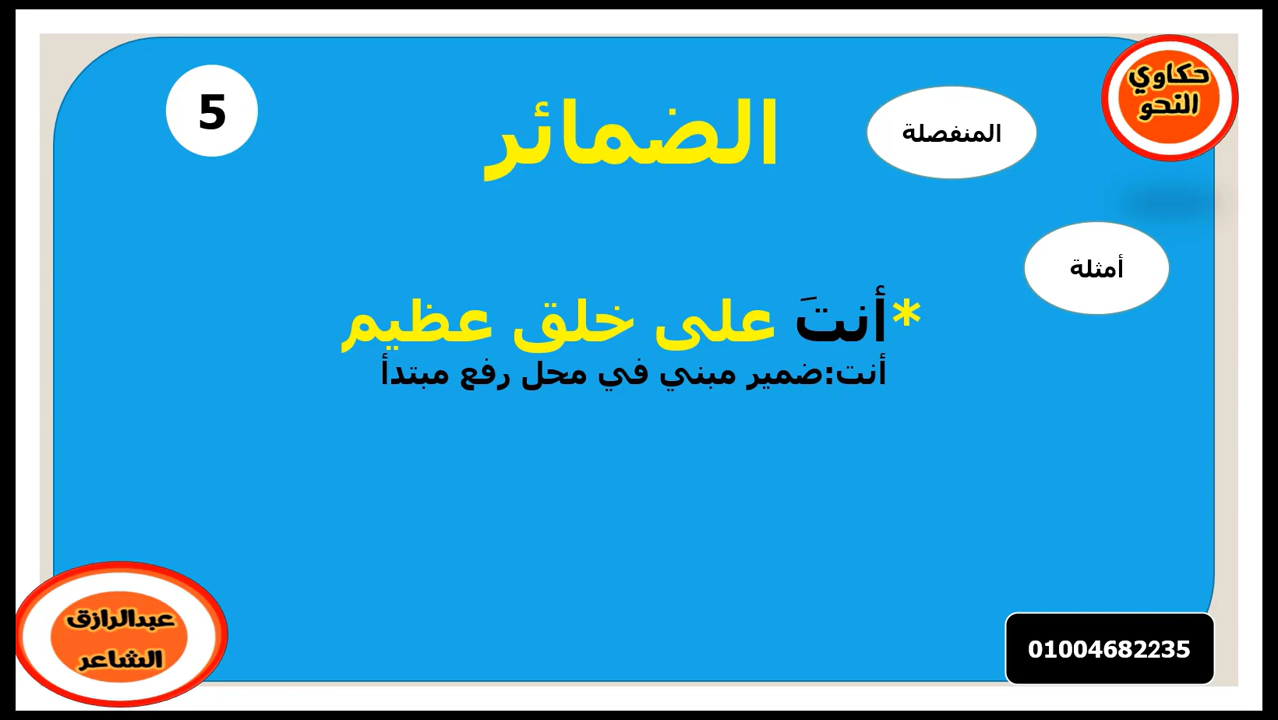 حكاوي
النحو
المنفصلة
الضمائر
5
أمثلة
*أنتَ على خلق عظيم
أنت:ضمير مبني في محل رفع مبتدأ
عبدالرازق
الشاعر
01004682235